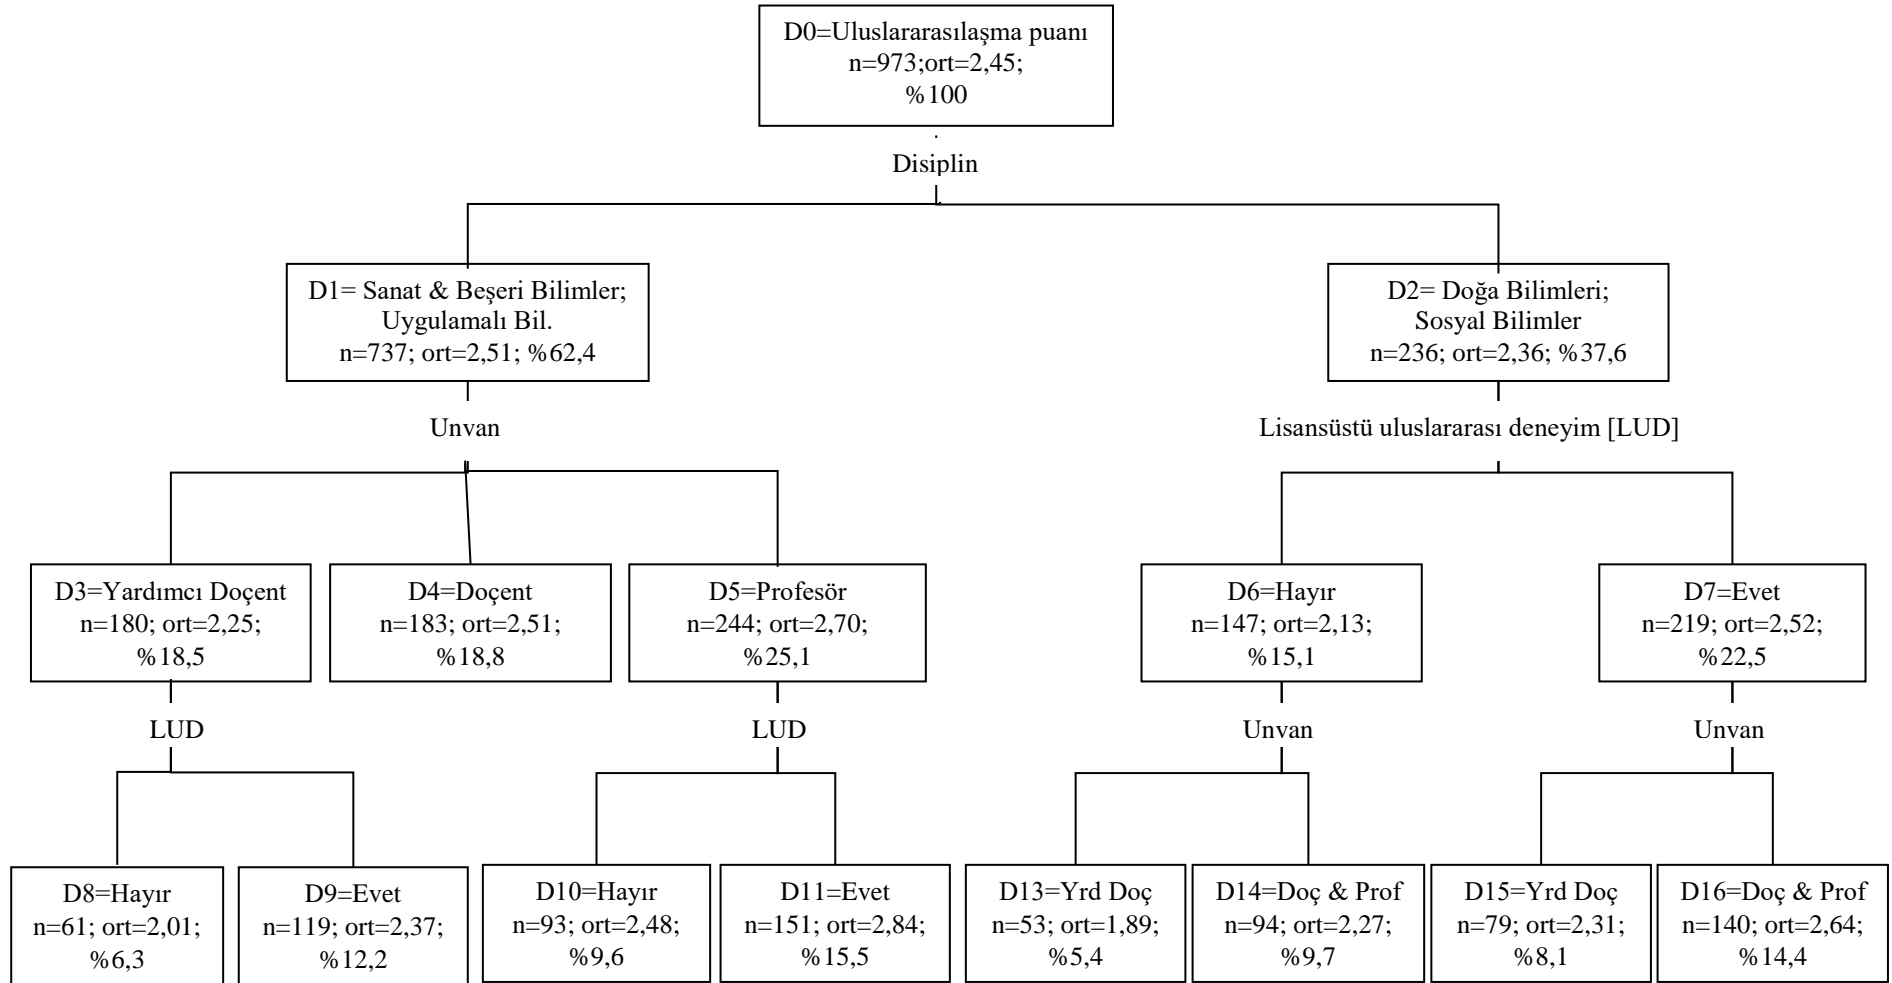 D0=Uluslararasılaşma puanı
n=973;ort=2,45;
%100
Disiplin
D1= Sanat & Beşeri Bilimler;
Uygulamalı Bil.
n=737; ort=2,51; %62,4
D2= Doğa Bilimleri;
Sosyal Bilimler
n=236; ort=2,36; %37,6
Unvan
Lisansüstü uluslararası deneyim [LUD]
D3=Yardımcı Doçent
n=180; ort=2,25;
%18,5
D4=Doçent
n=183; ort=2,51;
%18,8
D5=Profesör
n=244; ort=2,70;
%25,1
D6=Hayır
n=147; ort=2,13;
%15,1
D7=Evet
n=219; ort=2,52;
%22,5
LUD
LUD
Unvan
Unvan
D8=Hayır
n=61; ort=2,01;
%6,3
D9=Evet
n=119; ort=2,37;
%12,2
D10=Hayır
n=93; ort=2,48;
%9,6
D11=Evet
n=151; ort=2,84;
%15,5
D13=Yrd Doç
n=53; ort=1,89;
%5,4
D14=Doç & Prof
n=94; ort=2,27;
%9,7
D15=Yrd Doç
n=79; ort=2,31;
%8,1
D16=Doç & Prof
n=140; ort=2,64;
%14,4